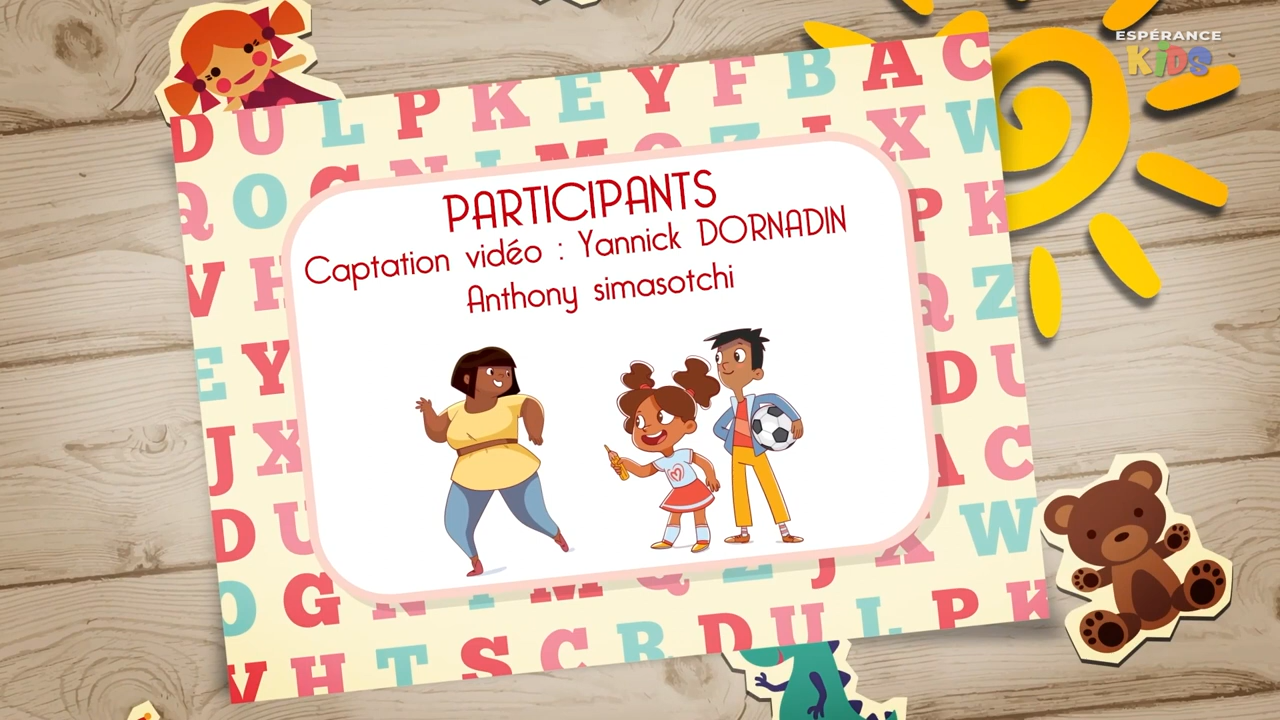 ESPÉRANCE
KIDS
PARTICIPANTS
Captation vidéo : Yannick DORNADIN
Anthony simasotchi